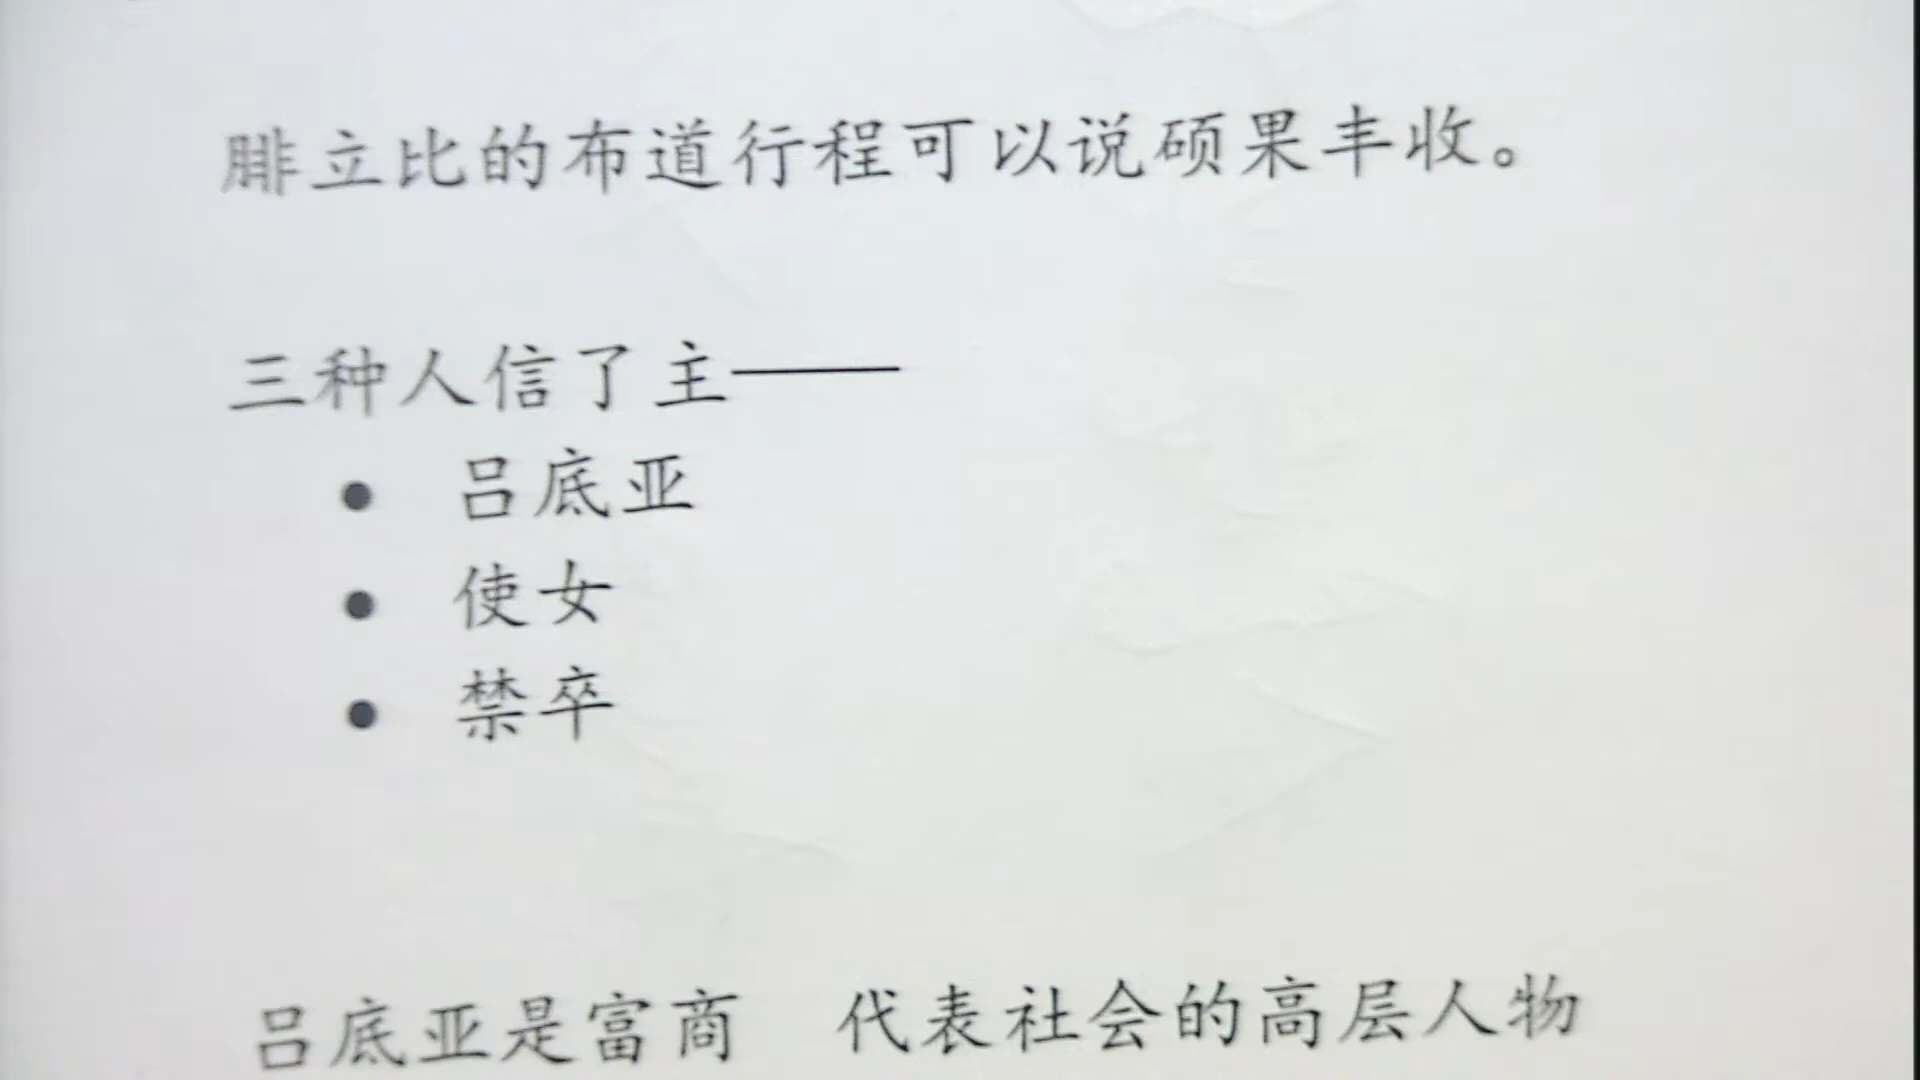 腓立比的布道行程可以说硕果丰收。
三种人信了主——
• 吕底亚
• 使女
• 禁卒
吕底亚是富商 代表社会的高层人物